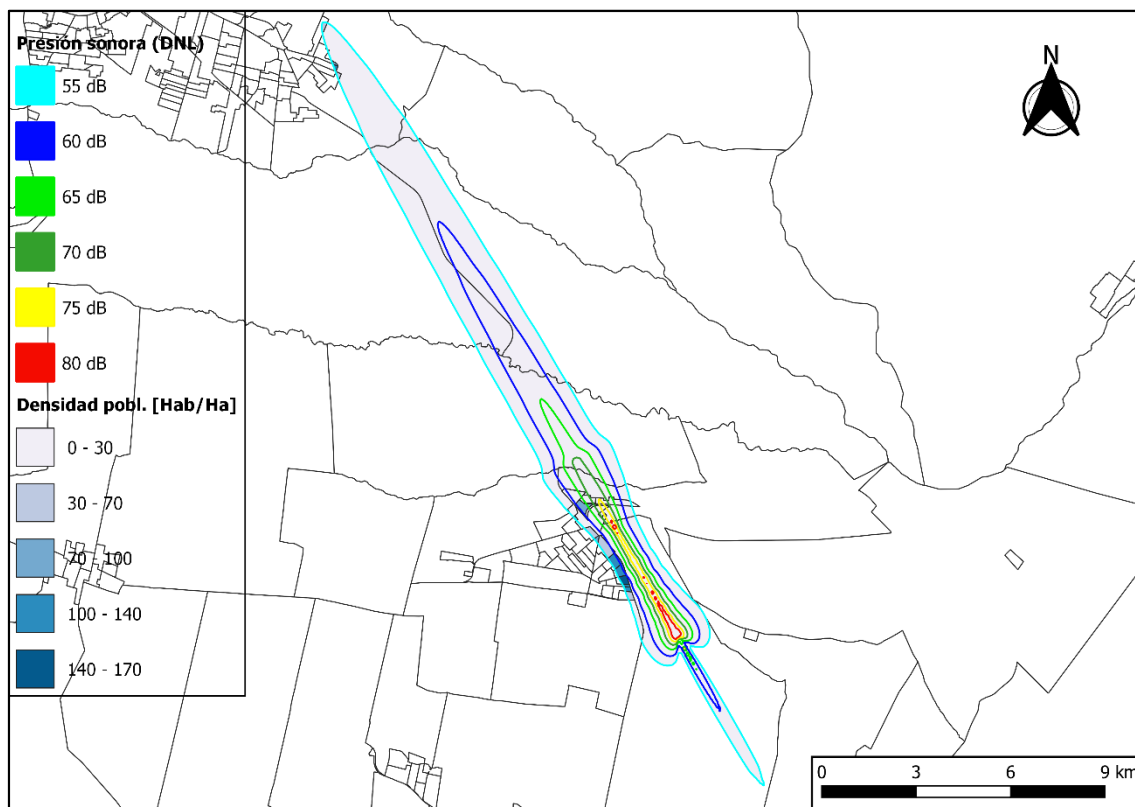 Presión sonora (DNL)
55 dB
60 dB
65 dB
70 dB
75 dB
80 dB
Densidad pobl. [Hab/Ha]
0 - 30
30 - 70
70 - 100
100 - 140
140 - 170
N
0 3 6 9 km